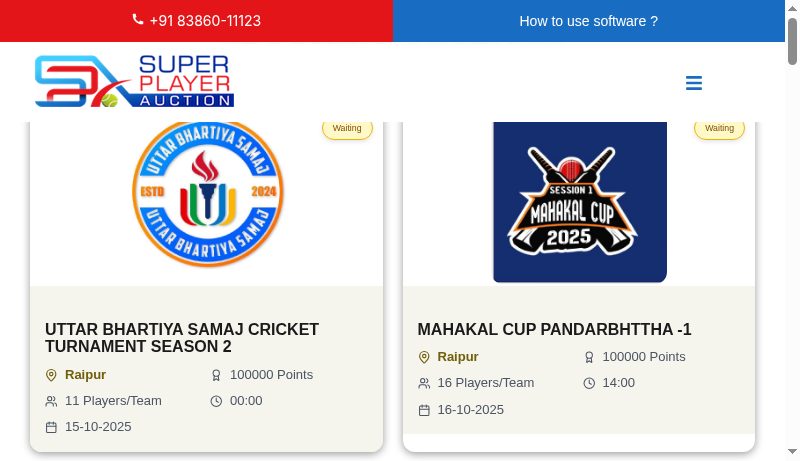 +91 83860-11123
How to use software ?
SUPER
PLAYER
AUCTION
Waiting
UTTAR BHARTIYA SAMAJ
ESTD 2024
UTTAR BHARTIYA SAMAJ
UTTAR BHARTIYA SAMAJ CRICKET
TURNAMENT SEASON 2
Raipur
100000 Points
11 Players/Team
00:00
15-10-2025
Waiting
SESSION 1
MAHAKAL CUP
2025
MAHAKAL CUP PANDARBHTTHA -1
Raipur
100000 Points
16 Players/Team
14:00
16-10-2025